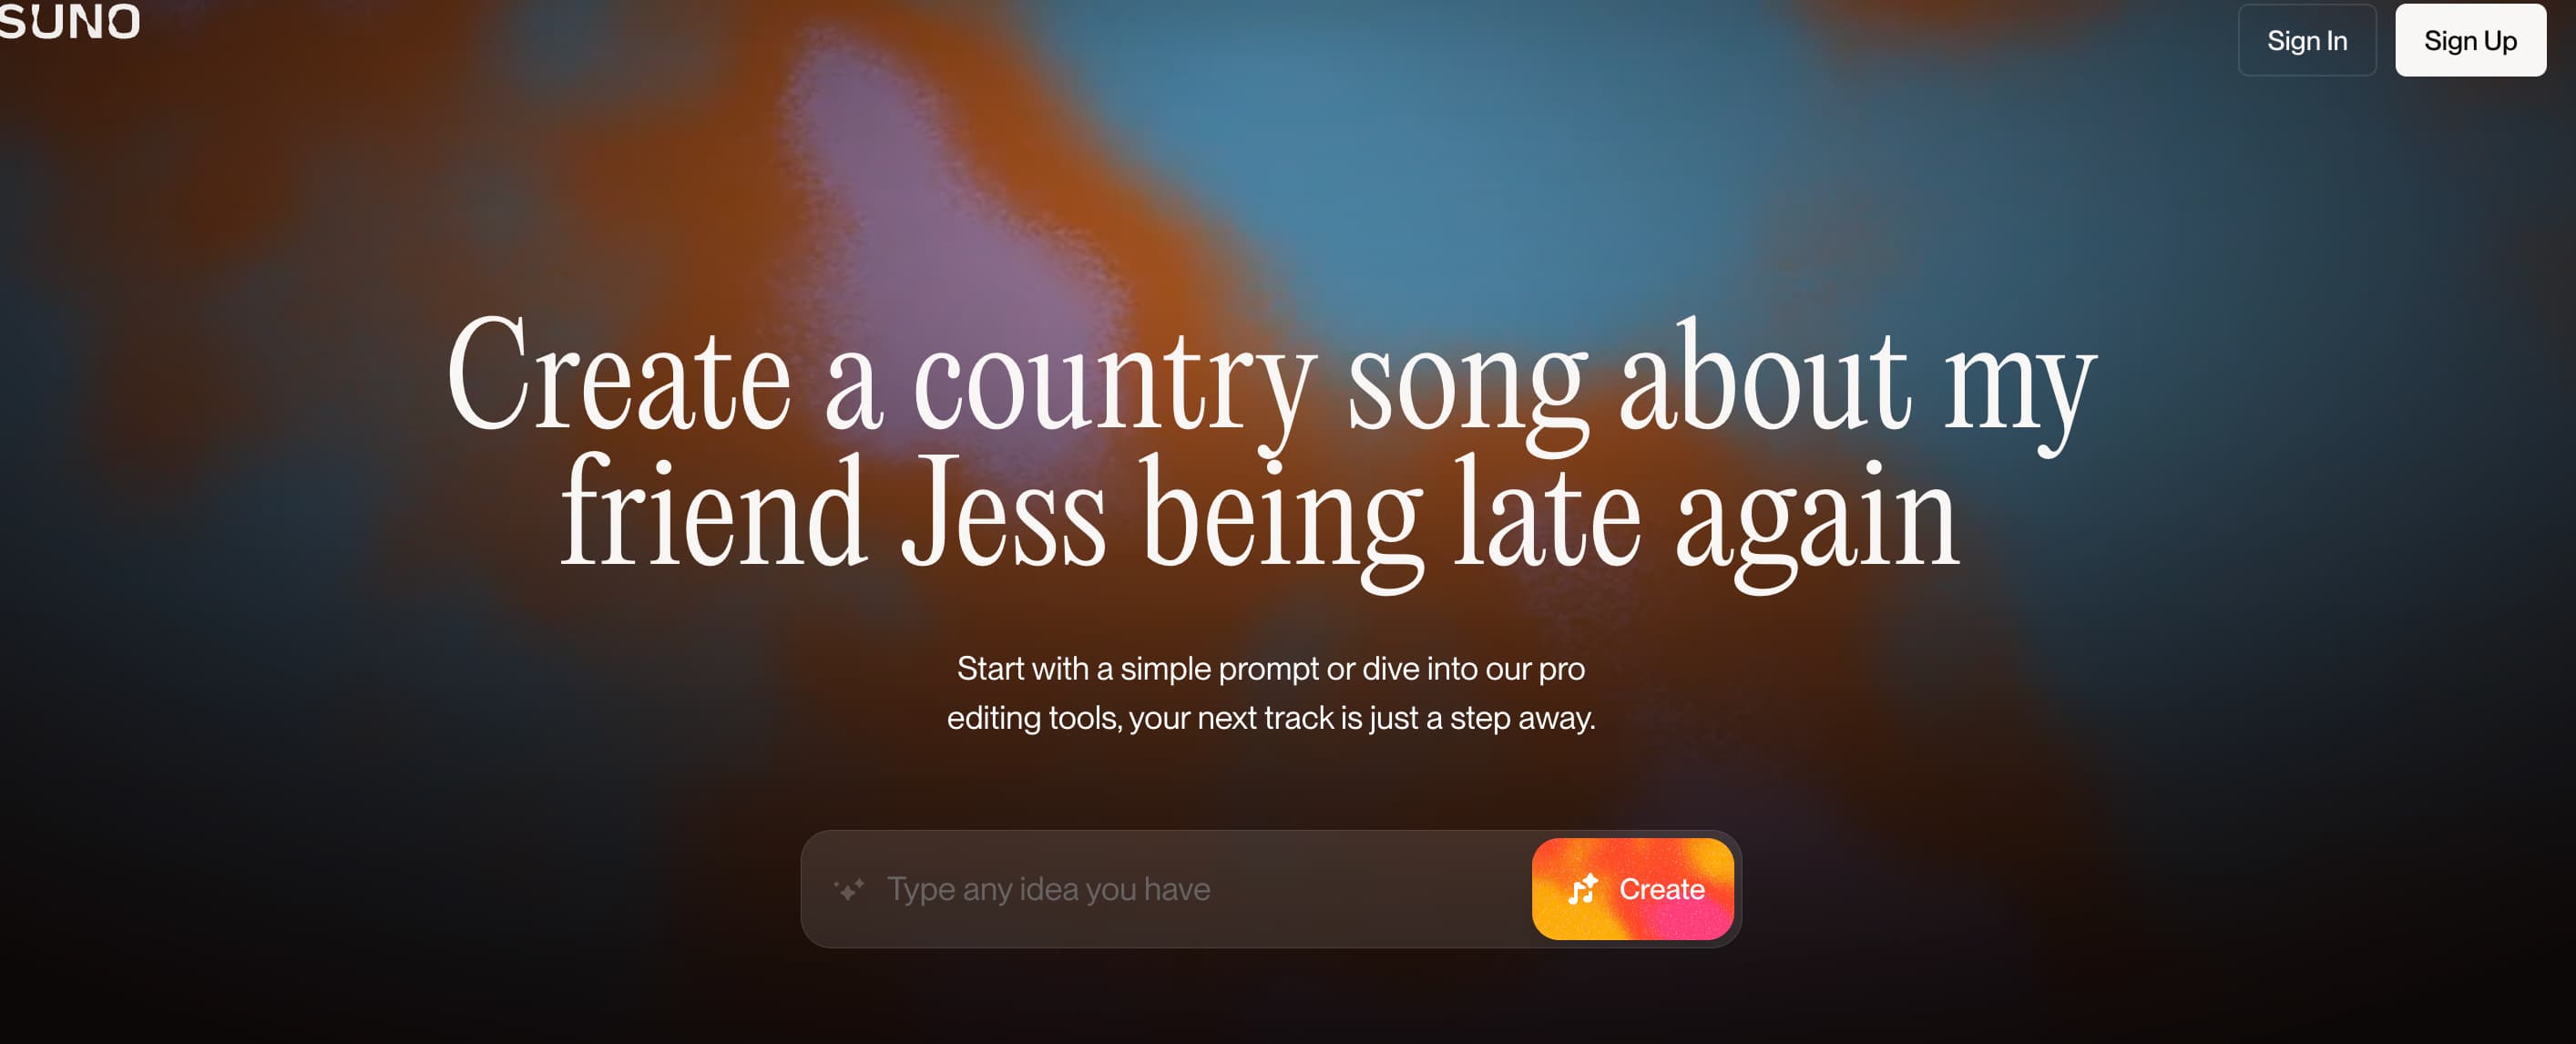 SUNO
Sign In
Sign Up
Create a country song about my
friend Jess being late again
Start with a simple prompt or dive into our pro
editing tools, your next track is just a step away.
Type any idea you have
Create